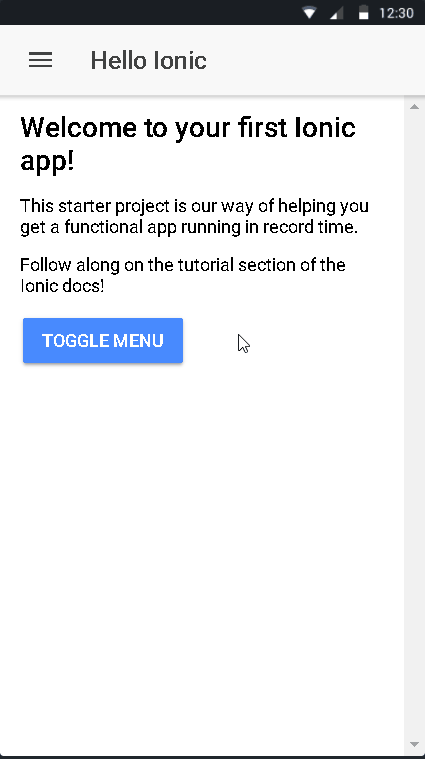 12:30
Hello Ionic
Welcome to your first Ionic
app!
This starter project is our way of helping you
get a functional app running in record time.
Follow along on the tutorial section of the
Ionic docs!
TOGGLE MENU